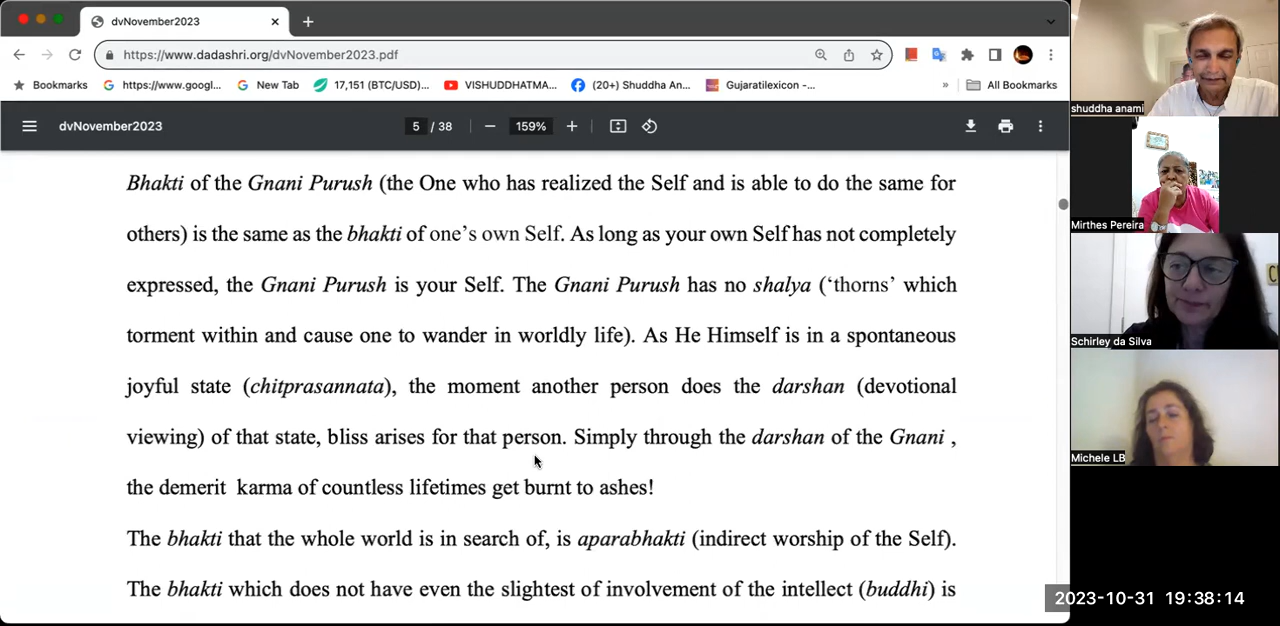 dvNovember2023
https://www.dadashri.org/dvNovember2023.pdf
Bookmarks
https://www.googl...
New Tab
17,151 (BTC/USD)...
VISHUDDHATMA...
(20+) Shuddha An...
Gujaratilexicon -...
»
All Bookmarks
dvNovember2023
5 / 38
159%
Bhakti of the Gnani Purush (the One who has realized the Self and is able to do the same for
others) is the same as the bhakti of one's own Self. As long as your own Self has not completely
expressed, the Gnani Purush is your Self. The Gnani Purush has no shalya ('thorns' which
torment within and cause one to wander in worldly life). As He Himself is in a spontaneous
joyful state (chitprasannata), the moment another person does the darshan (devotional
viewing) of that state, bliss arises for that person. Simply through the darshan of the Gnani ,
the demerit karma of countless lifetimes get burnt to ashes!
The bhakti that the whole world is in search of, is aparabhakti (indirect worship of the Self).
The bhakti which does not have even the slightest of involvement of the intellect (buddhi) is
shuddha anami
Mirthes Pereira
Schirley da Silva
Michele LB
2023-10-31 19:38:14